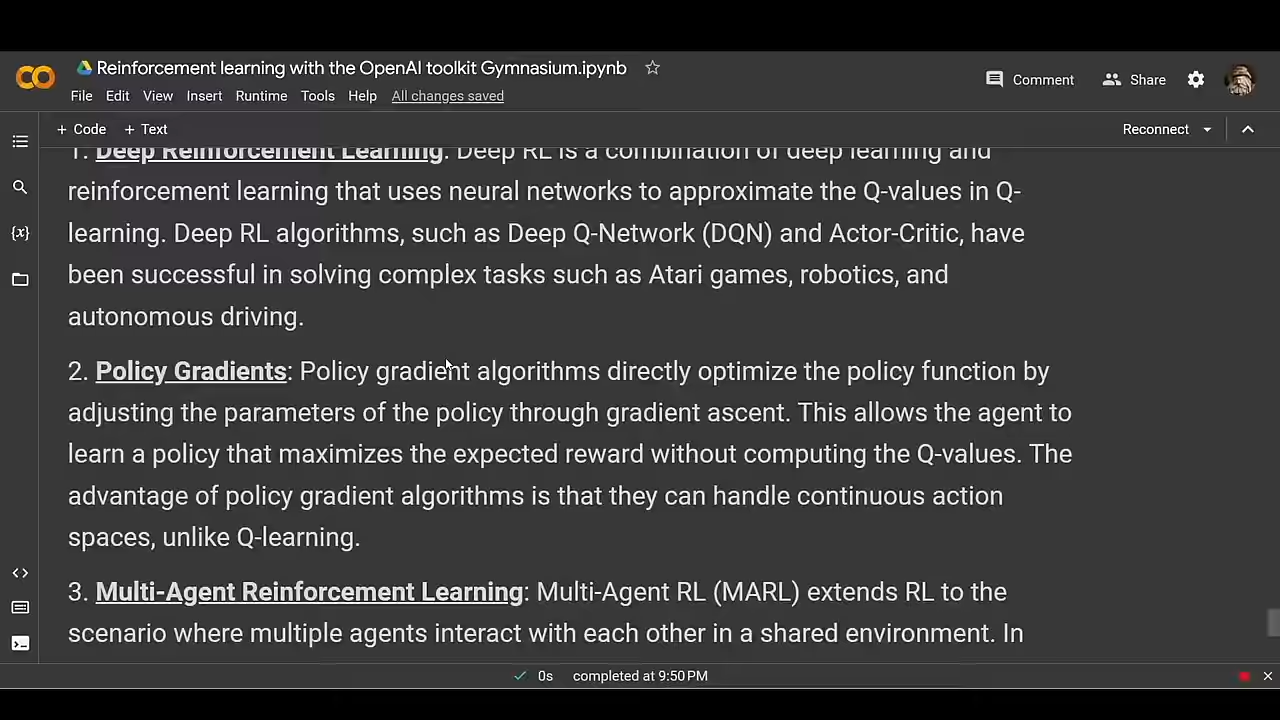 Reinforcement learning with the OpenAI toolkit Gymnasium.ipynb
Comment
Share
File Edit View Insert Runtime Tools Help All changes saved
+ Code + Text
Reconnect
1. Deep Reinforcement Learning: Deep RL is a combination of deep learning and
reinforcement learning that uses neural networks to approximate the Q-values in Q-
learning. Deep RL algorithms, such as Deep Q-Network (DQN) and Actor-Critic, have
been successful in solving complex tasks such as Atari games, robotics, and
autonomous driving.
2. Policy Gradients: Policy gradient algorithms directly optimize the policy function by
adjusting the parameters of the policy through gradient ascent. This allows the agent to
learn a policy that maximizes the expected reward without computing the Q-values. The
advantage of policy gradient algorithms is that they can handle continuous action
spaces, unlike Q-learning.
3. Multi-Agent Reinforcement Learning: Multi-Agent RL (MARL) extends RL to the
scenario where multiple agents interact with each other in a shared environment. In
0s completed at 9:50 PM